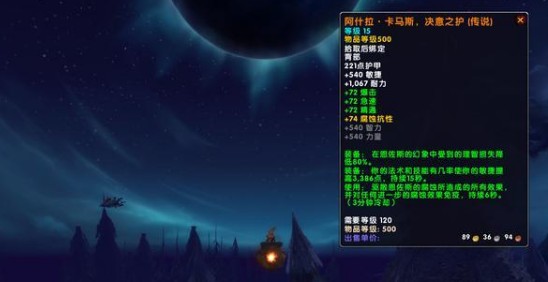 阿什拉·卡马斯，决意之护 (传说)
等级 15
物品等级500
拾取后绑定
背部
221点护甲
+540 敏捷
+1,067 耐力
+72 爆击
+72 急速
+72 精通
+74 腐蚀抗性
+540 智力
+540 力量
装备：在恩佐斯的幻象中受到的理智损失降
低80%。
装备：你的法术和技能有几率使你的敏捷提
高3,386点，持续15秒。
使用：运散恩佐斯的腐蚀所造成的所有效果，
并对任何进一步的腐蚀效果免疫，持续6秒。
（3分钟冷却）
需要等级 120
物品等级: 500
出售单价:
89 36 94